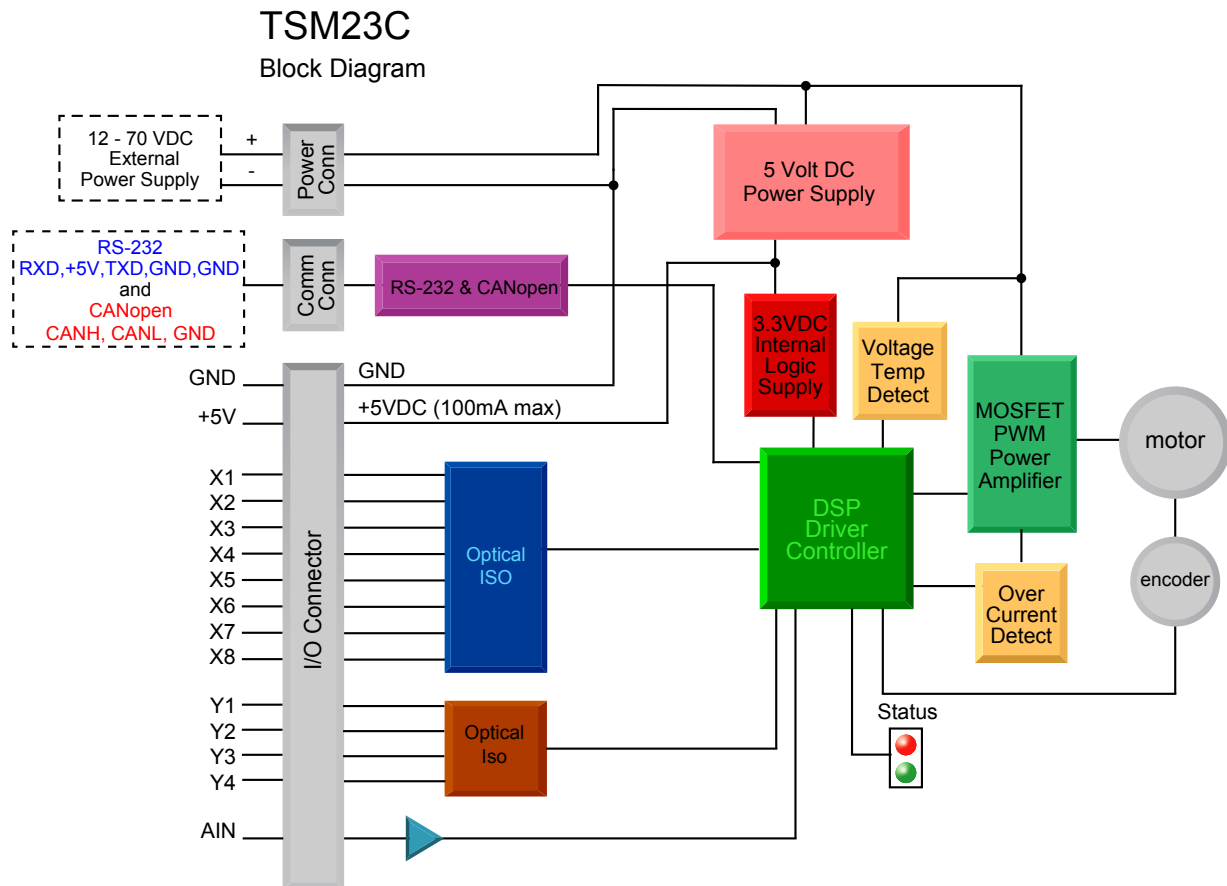 TSM23C
Block Diagram
12 - 70 VDC
External
Power Supply
+
-
Power
Conn
5 Volt DC
Power Supply
RS-232
RXD,+5V,TXD,GND,GND
and
CANopen
CANH, CANL, GND
Comm
Conn
RS-232 & CANopen
3.3VDC
Internal
Logic
Supply
Voltage
Temp
Detect
MOSFET
PWM
Power
Amplifier
motor
encoder
GND
GND
+5V
+5VDC (100mA max)
I/O Connector
X1
X2
X3
X4
X5
X6
X7
X8
Optical
ISO
DSP
Driver
Controller
Over
Current
Detect
Y1
Y2
Y3
Y4
Optical
Iso
Status
AIN